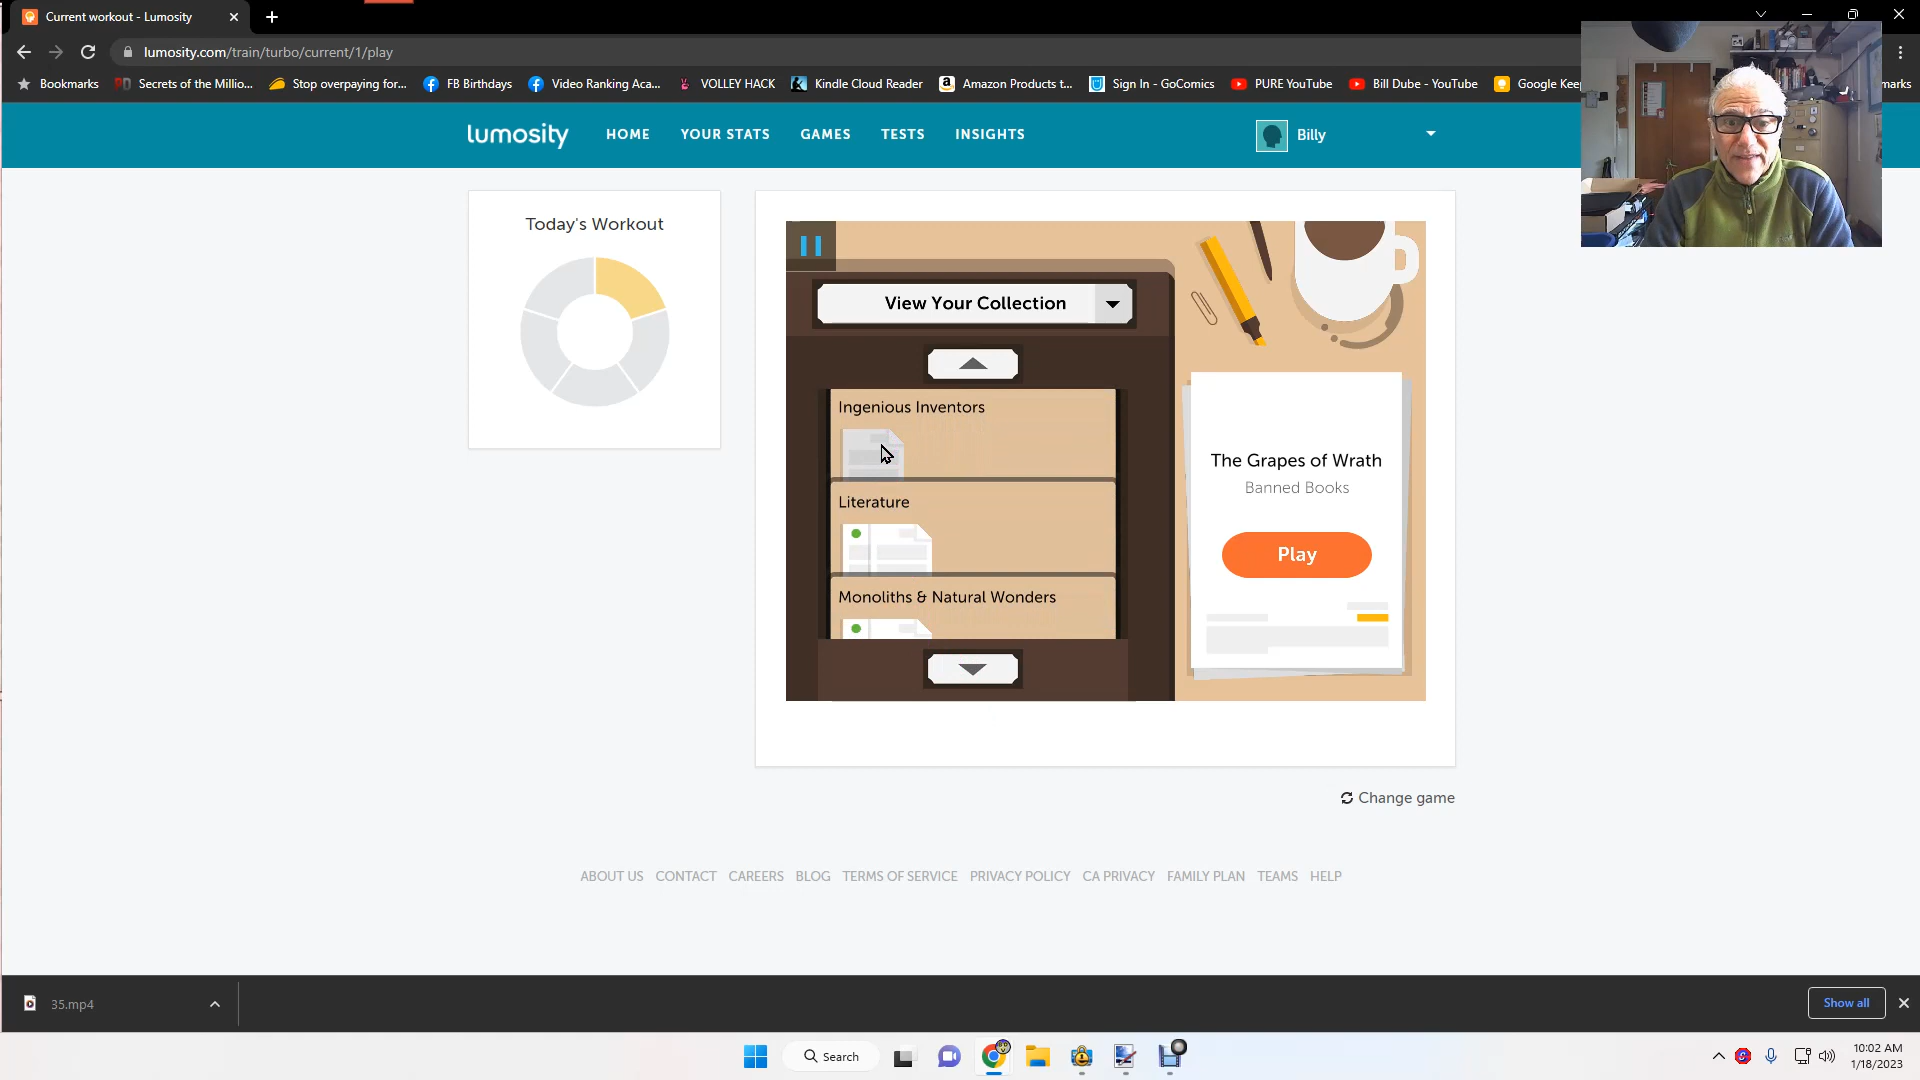 Current workout - Lumosity
lumosity.com/train/turbo/current/1/play
Bookmarks Secrets of the Millio... Stop overpaying for... FB Birthdays Video Ranking Aca... VOLLEY HACK Kindle Cloud Reader Amazon Products t... Sign In - GoComics PURE YouTube Bill Dube - YouTube Google Kee marks
lumosity HOME YOUR STATS GAMES TESTS INSIGHTS Billy
Today's Workout
View Your Collection
Ingenious Inventors
Literature
Monoliths & Natural Wonders
The Grapes of Wrath
Banned Books
Play
Change game
ABOUT US CONTACT CAREERS BLOG TERMS OF SERVICE PRIVACY POLICY CA PRIVACY FAMILY PLAN TEAMS HELP
35.mp4
Show all
Search
10:02 AM
1/18/2023